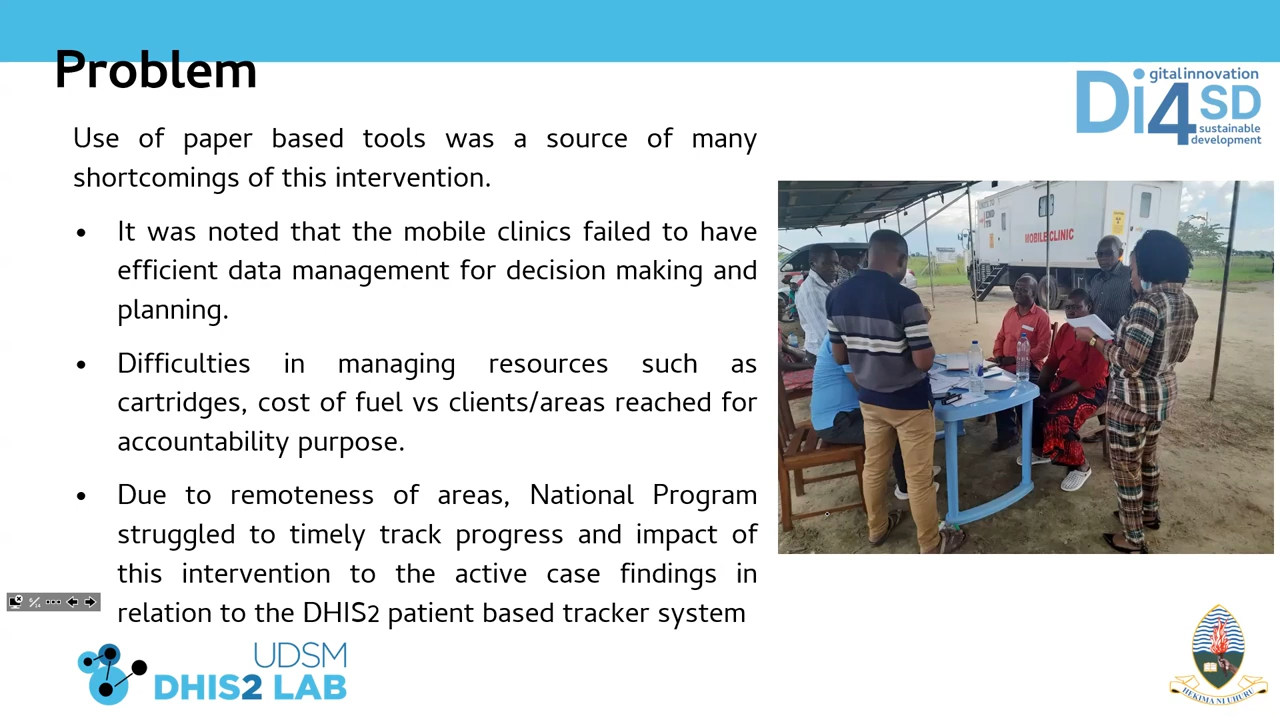 Problem
gitalinnovation
Di4SD
sustainable
development
Use of paper based tools was a source of many
shortcomings of this intervention.
• It was noted that the mobile clinics failed to have
efficient data management for decision making and
planning.
• Difficulties in managing resources such as
cartridges, cost of fuel vs clients/areas reached for
accountability purpose.
• Due to remoteness of areas, National Program
struggled to timely track progress and impact of
this intervention to the active case findings in
relation to the DHIS2 patient based tracker system
MOBILE CLINIC
UDSM
DHIS2 LAB
HEKIMA NI UHURU